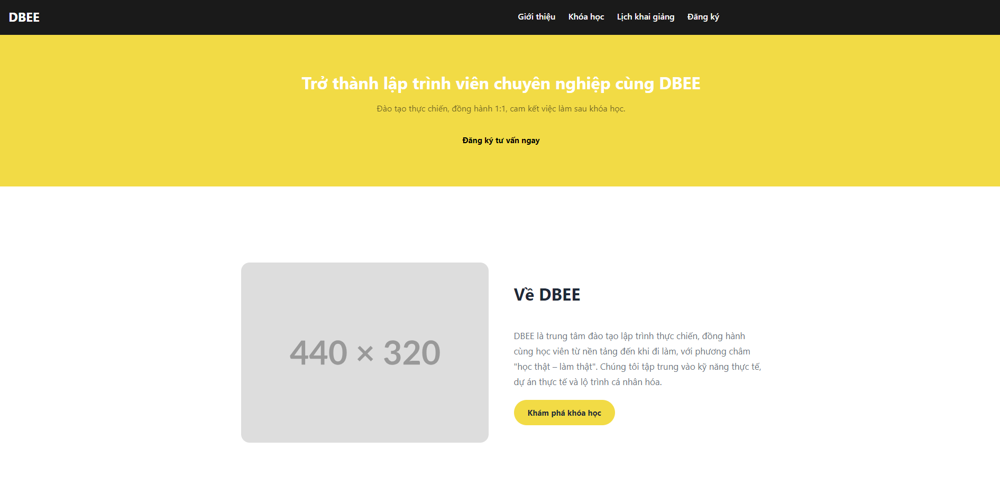 DBEE
Giới thiệu Khóa học Lịch khai giảng Đăng ký
Trở thành lập trình viên chuyên nghiệp cùng DBEE
Đào tạo thực chiến, đồng hành 1:1, cam kết việc làm sau khóa học.
Đăng ký tư vấn ngay
440 × 320
Về DBEE
DBEE là trung tâm đào tạo lập trình thực chiến, đồng hành
cùng học viên từ nền tảng đến khi đi làm, với phương châm
"học thật – làm thật". Chúng tôi tập trung vào kỹ năng thực tế,
dự án thực tế và lộ trình cá nhân hóa.
Khám phá khóa học